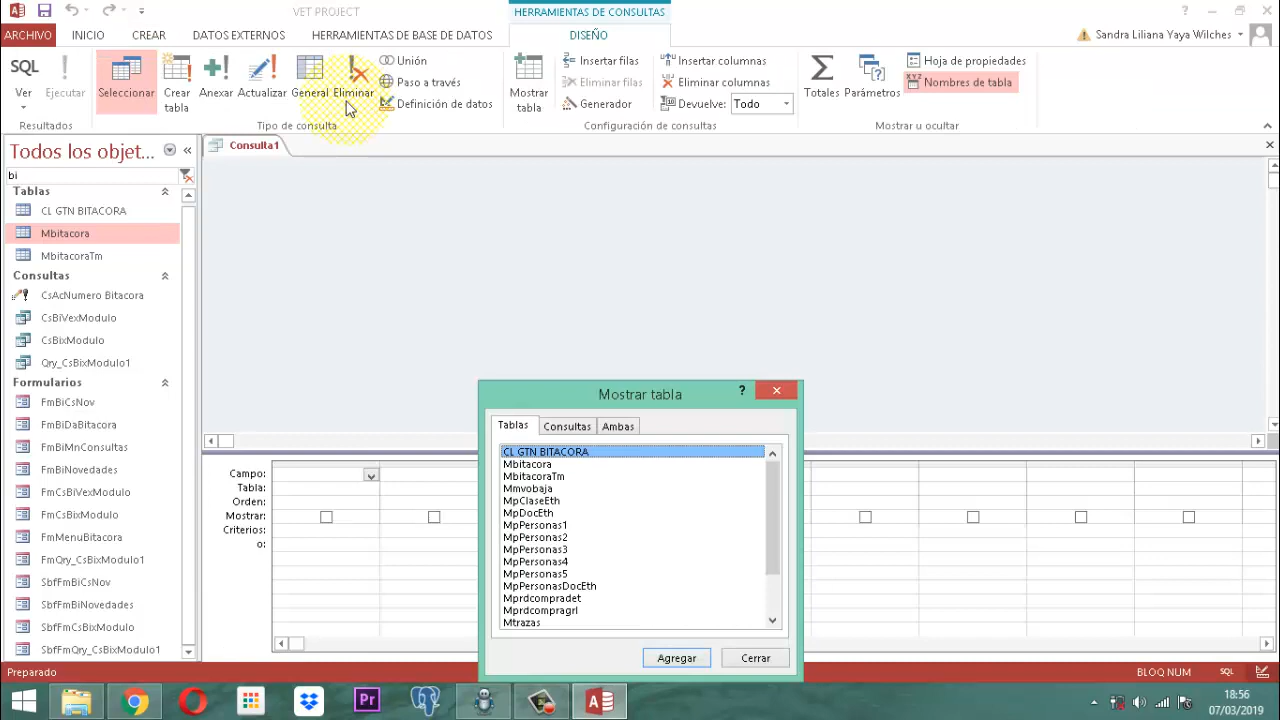 VET PROJECT
HERRAMIENTAS DE CONSULTAS
?
ARCHIVO
INICIO
CREAR
DATOS EXTERNOS
HERRAMIENTAS DE BASE DE DATOS
DISEÑO
Sandra Liliana Yaya Wilches
SQL
Ver
Ejecutar
Resultados
Seleccionar
Crear
tabla
Anexar
Actualizar
General
Eliminar
Unión
Paso a través
Definición de datos
Tipo de consulta
Mostrar
tabla
Insertar filas
Eliminar filas
Generador
Insertar columnas
Eliminar columnas
Devuelve: Todo
Configuración de consultas
Totales
Parámetros
Hoja de propiedades
XYZ Nombres de tabla
Mostrar u ocultar
Todos los objet...
bi
Tablas
CL GTN BITACORA
Mbitacora
MbitacoraTm
Consultas
CsAcNumero Bitacora
CsBiVexModulo
CsBixModulo
Qry_CsBixModulo1
Formularios
FmBiCsNov
FmBiDaBitacora
FmBiMnConsultas
FmBiNovedades
FmCsBiVexModulo
FmCsBixModulo
FmMenuBitacora
FmQry_CsBixModulo1
SbfFmBiCsNov
SbfFmBiNovedades
SbfFmCsBixModulo
SbfFmQry_CsBixModulo1
Consulta1
Campo:
Tabla:
Orden:
Mostrar:
Criterios:
o:
Mostrar tabla
?
Tablas
Consultas
Ambas
CL GTN BITACORA
Mbitacora
MbitacoraTm
Mmvobaja
MpClaseEth
MpDocEth
MpPersonas1
MpPersonas2
MpPersonas3
MpPersonas4
MpPersonas5
MpPersonasDocEth
Mprdcompradet
Mprdcompragrl
Mtrazas
Agregar
Cerrar
Preparado
BLOQ NUM
SQL
Pr
18:56
07/03/2019